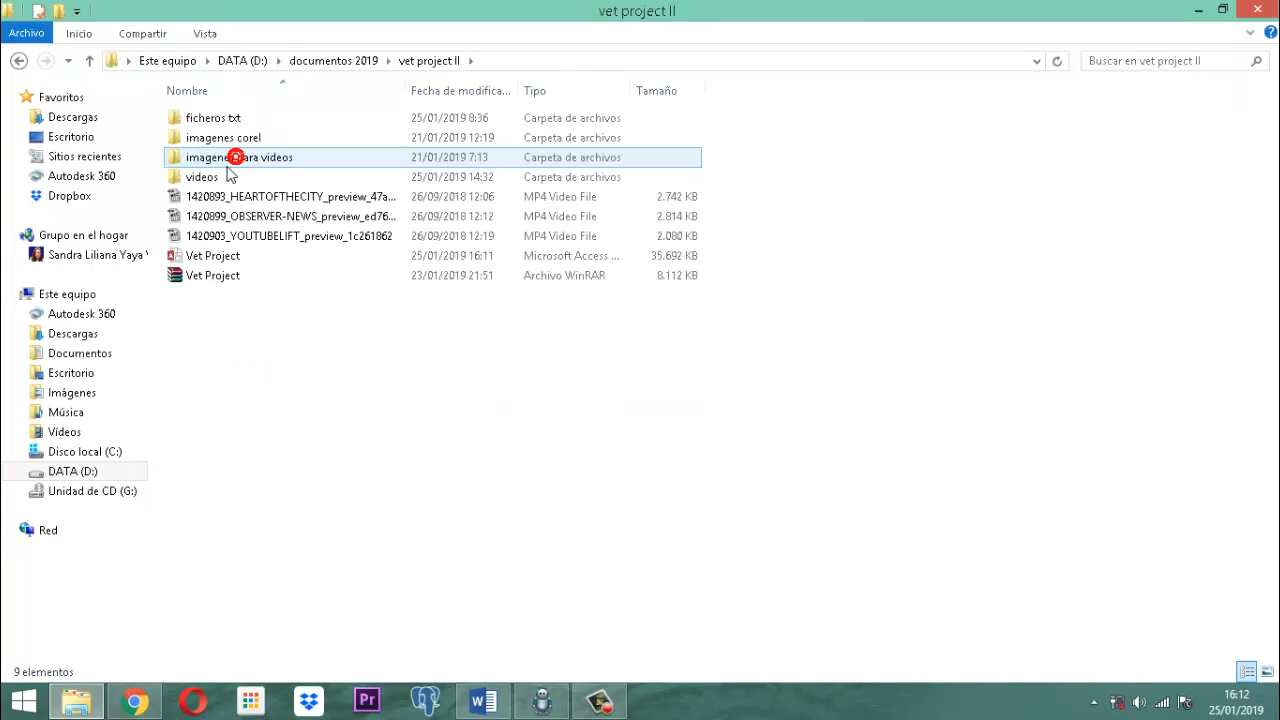 vet project II
Archivo Inicio Compartir Vista
Este equipo DATA (D:) documentos 2019 vet project II
Buscar en vet project II
Nombre Fecha de modifica... Tipo Tamaño
ficheros txt 25/01/2019 8:36 Carpeta de archivos
imagenes corel 21/01/2019 12:19 Carpeta de archivos
imagenes para videos 21/01/2019 7:13 Carpeta de archivos
videos 25/01/2019 14:32 Carpeta de archivos
1420893_HEARTOFTHECITY_preview_47a... 26/09/2018 12:06 MP4 Video File 2.742 KB
1420899_OBSERVER-NEWS_preview_ed76... 26/09/2018 12:12 MP4 Video File 2.814 KB
1420903_YOUTUBELIFT_preview_1c261862 26/09/2018 12:19 MP4 Video File 2.080 KB
Vet Project 25/01/2019 16:11 Microsoft Access ... 35.692 KB
Vet Project 23/01/2019 21:51 Archivo WinRAR 8.112 KB
Favoritos
Descargas
Escritorio
Sitios recientes
Autodesk 360
Dropbox
Grupo en el hogar
Sandra Liliana Yaya
Este equipo
Autodesk 360
Descargas
Documentos
Escritorio
Imágenes
Música
Vídeos
Disco local (C:)
DATA (D:)
Unidad de CD (G:)
Red
9 elementos
Pr
16:12
25/01/2019